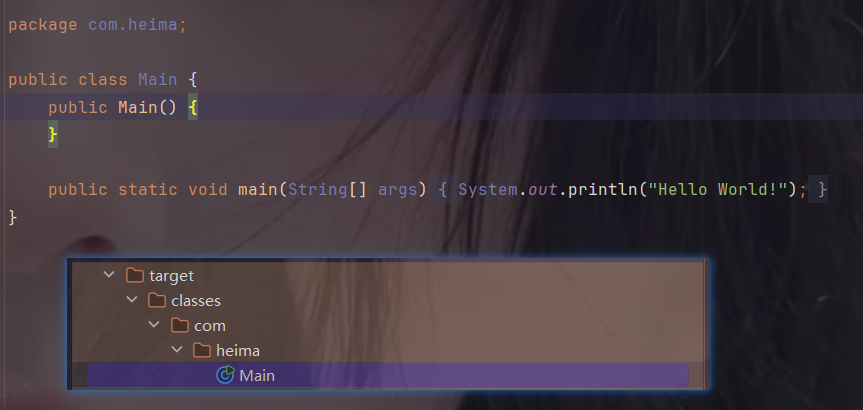 package com.heima;
public class Main {
public Main() {
}
public static void main(String[] args) { System.out.println("Hello World!"); }
}
target
classes
com
heima
Main